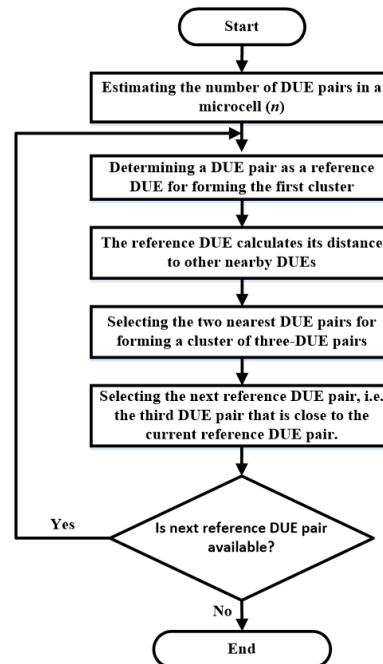 Start
Estimating the number of DUE pairs in a
microcell (n)
Determining a DUE pair as a reference
DUE for forming the first cluster
The reference DUE calculates its distance
to other nearby DUEs
Selecting the two nearest DUE pairs for
forming a cluster of three-DUE pairs
Selecting the next reference DUE pair, i.e.
the third DUE pair that is close to the
current reference DUE pair.
Yes
Is next reference DUE pair
available?
No
End